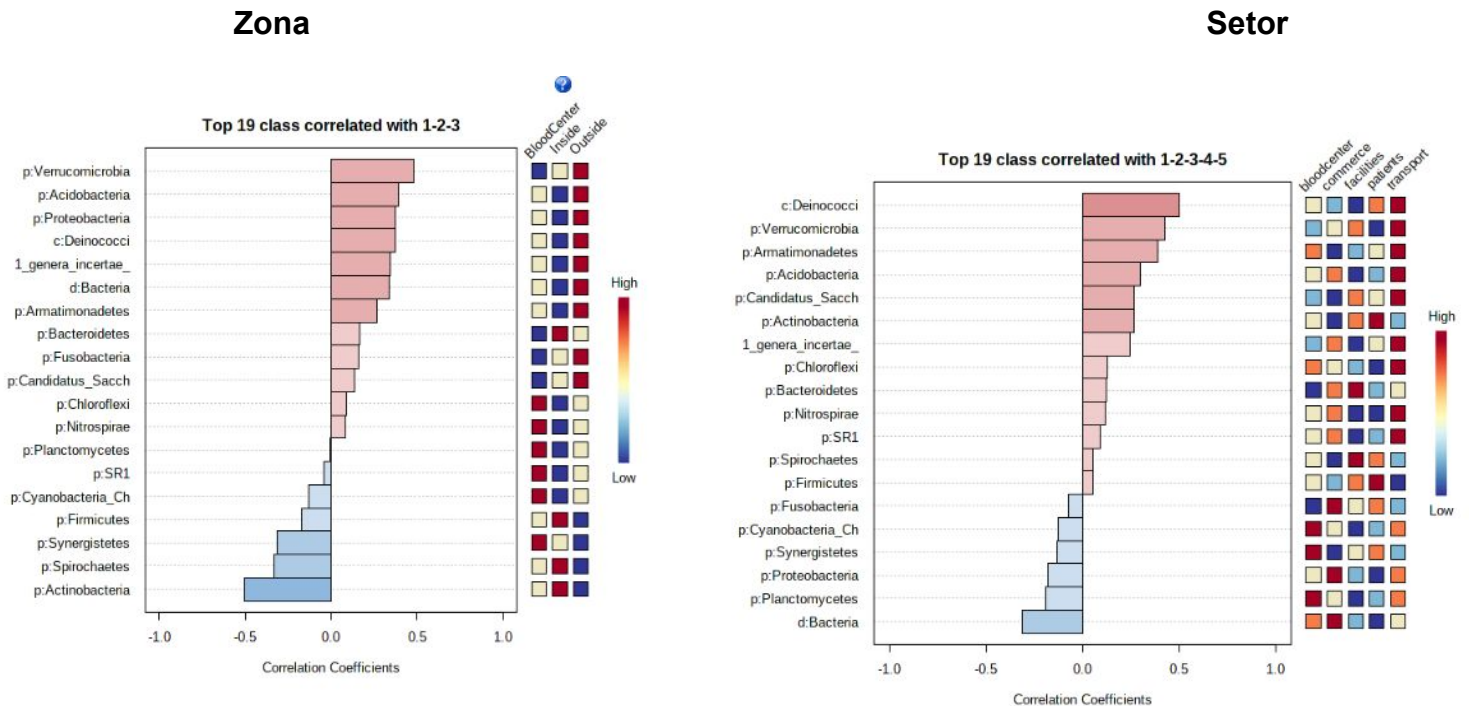 Zona
Setor
?
Top 19 class correlated with 1-2-3
BloodCenter
Inside
Outside
p:Verrucomicrobia
p:Acidobacteria
p:Proteobacteria
c:Deinococci
1_genera_incertae_
d:Bacteria
p:Armatimonadetes
p:Bacteroidetes
p:Fusobacteria
p:Candidatus_Sacch
p:Chloroflexi
p:Nitrospirae
p:Planctomycetes
p:SR1
p:Cyanobacteria_Ch
p:Firmicutes
p:Synergistetes
p:Spirochaetes
p:Actinobacteria
-1.0 -0.5 0.0 0.5 1.0
Correlation Coefficients
High
Low
Top 19 class correlated with 1-2-3-4-5
bloodcenter
commerce
facilities
patients
transport
c:Deinococci
p:Verrucomicrobia
p:Armatimonadetes
p:Acidobacteria
p:Candidatus_Sacch
p:Actinobacteria
1_genera_incertae_
p:Chloroflexi
p:Bacteroidetes
p:Nitrospirae
p:SR1
p:Spirochaetes
p:Firmicutes
p:Fusobacteria
p:Cyanobacteria_Ch
p:Synergistetes
p:Proteobacteria
p:Planctomycetes
d:Bacteria
-1.0 -0.5 0.0 0.5 1.0
Correlation Coefficients
High
Low